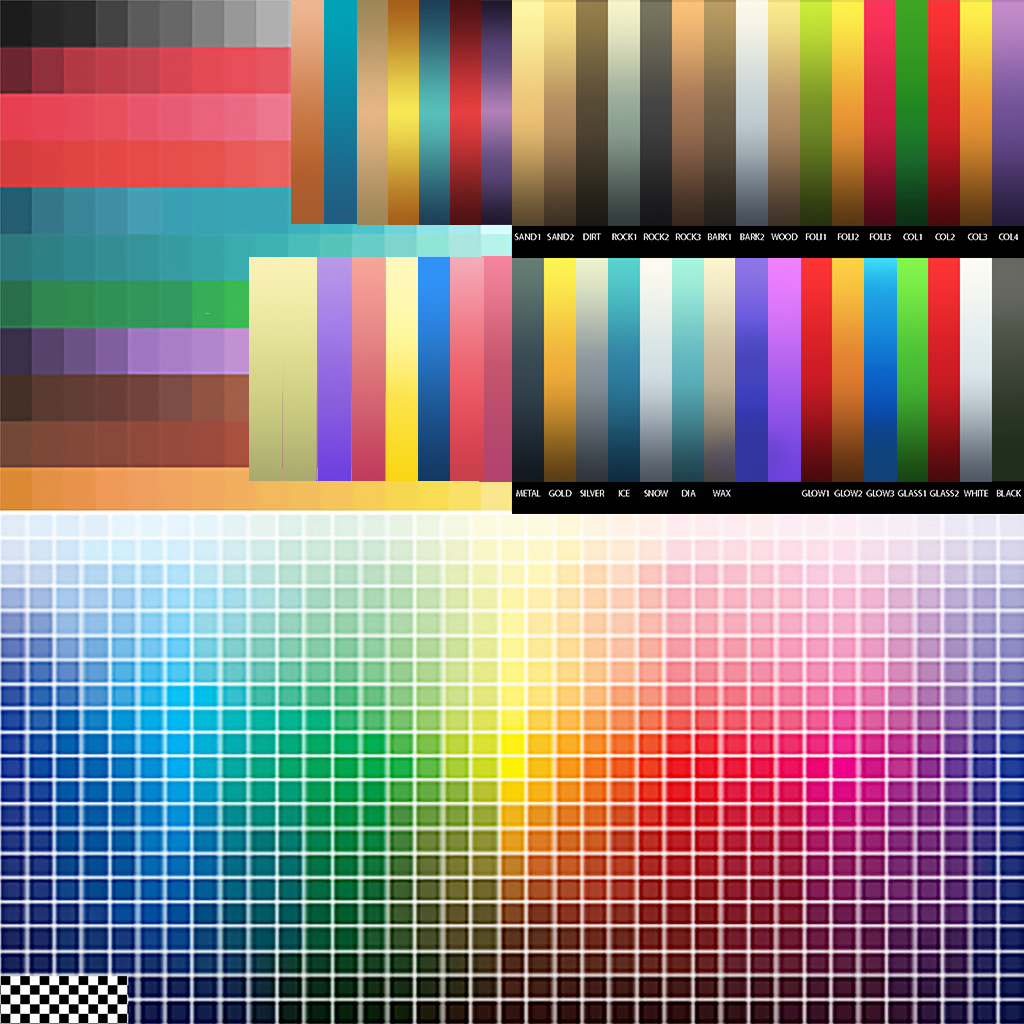 SAND1 SAND2 DIRT ROCK1 ROCK2 ROCK3 BARK1 BARK2 WOOD FOLI1 FOLI2 FOLI3 COL1 COL2 COL3 COL4
METAL GOLD SILVER ICE SNOW DIA WAX GLOW1 GLOW2 GLOW3 GLASS1 GLASS2 WHITE BLACK